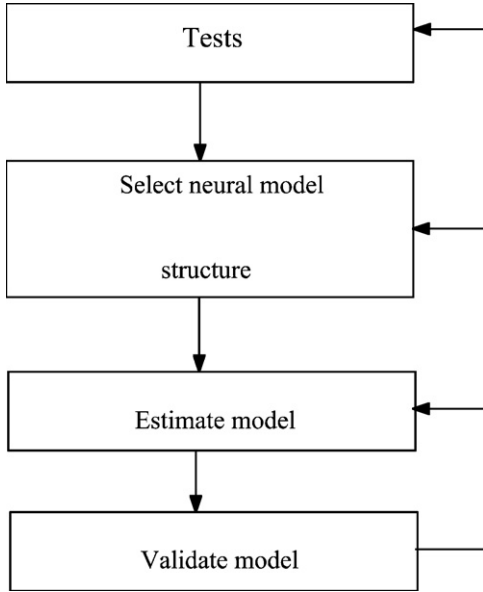 Tests
Select neural model
structure
Estimate model
Validate model